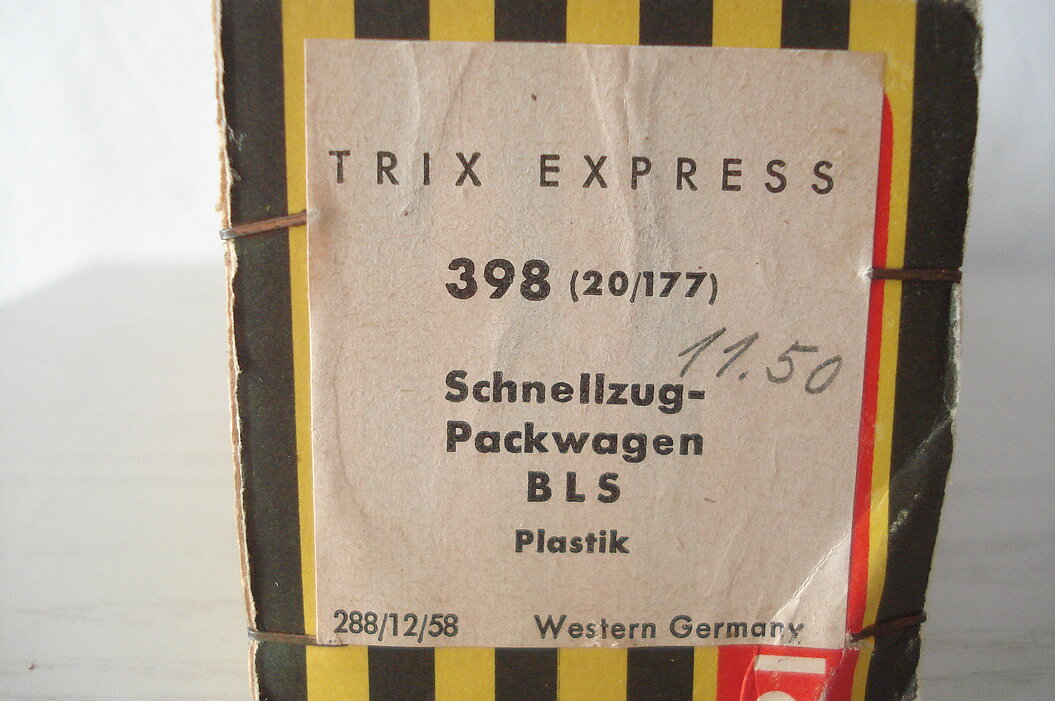 TRIX EXPRESS
398 (20/177)
11.50
Schnellzug-
Packwagen
BLS
Plastik
288/12/58 Western Germany